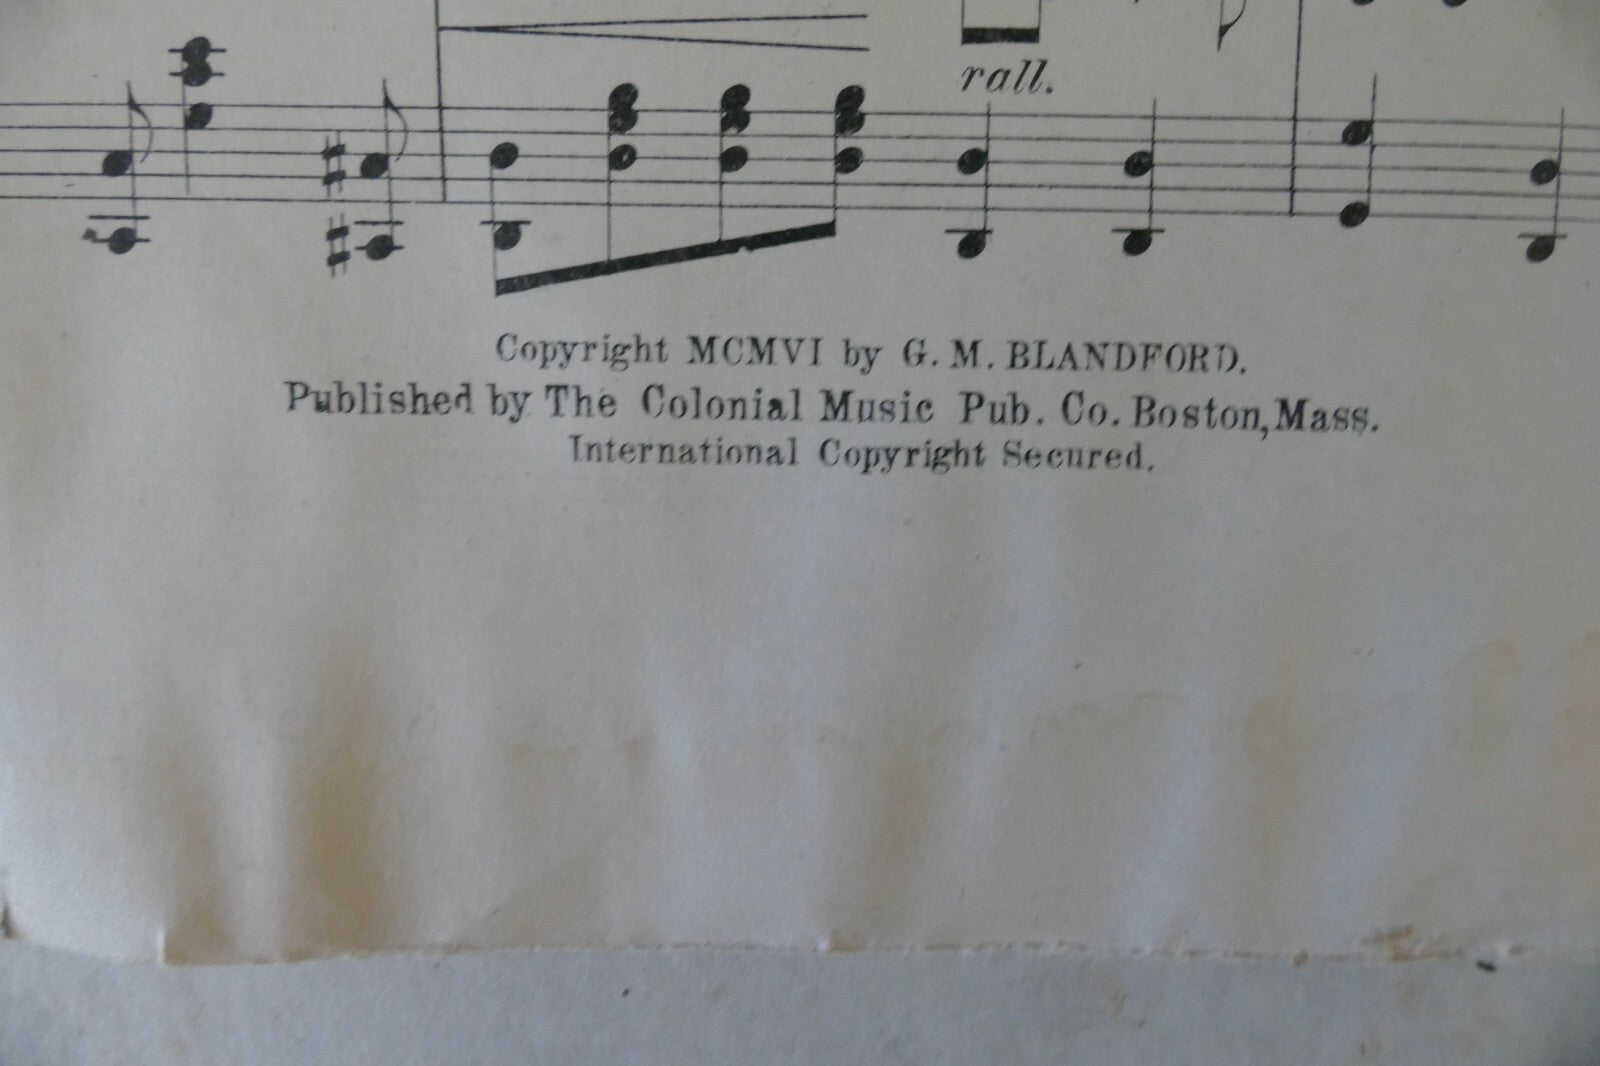 rall.
Copyright MCMVI by G. M. BLANDFORD.
Published by The Colonial Music Pub. Co. Boston, Mass.
International Copyright Secured.